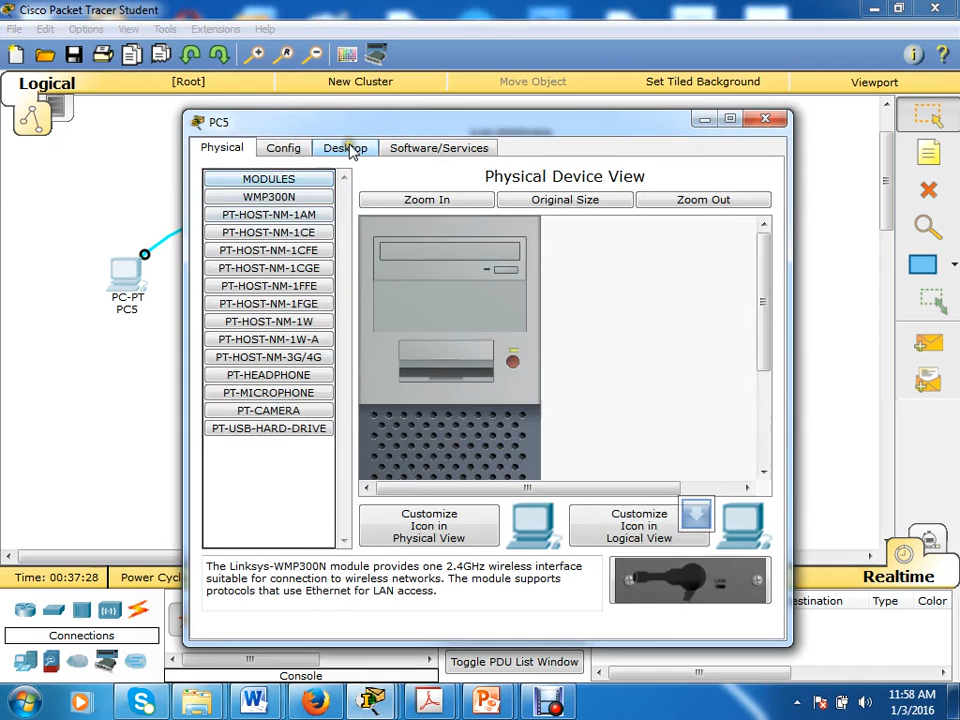 Cisco Packet Tracer Student
File Edit Options View Tools Extensions Help
Logical [Root] New Cluster Move Object Set Tiled Background Viewport
PC5
Physical Config Desktop Software/Services
MODULES
WMP300N
PT-HOST-NM-1AM
PT-HOST-NM-1CE
PT-HOST-NM-1CFE
PT-HOST-NM-1CGE
PT-HOST-NM-1FFE
PT-HOST-NM-1FGE
PT-HOST-NM-1W
PT-HOST-NM-1W-A
PT-HOST-NM-3G/4G
PT-HEADPHONE
PT-MICROPHONE
PT-CAMERA
PT-USB-HARD-DRIVE
Physical Device View
Zoom In Original Size Zoom Out
Customize
Icon in
Physical View
Customize
Icon in
Logical View
The Linksys-WMP300N module provides one 2.4GHz wireless interface
suitable for connection to wireless networks. The module supports
protocols that use Ethernet for LAN access.
LINK
PC-PT
PC5
Time: 00:37:28 Power Cycl
Realtime
Connections
estination Type Color
Toggle PDU List Window
Console
11:58 AM
1/3/2016